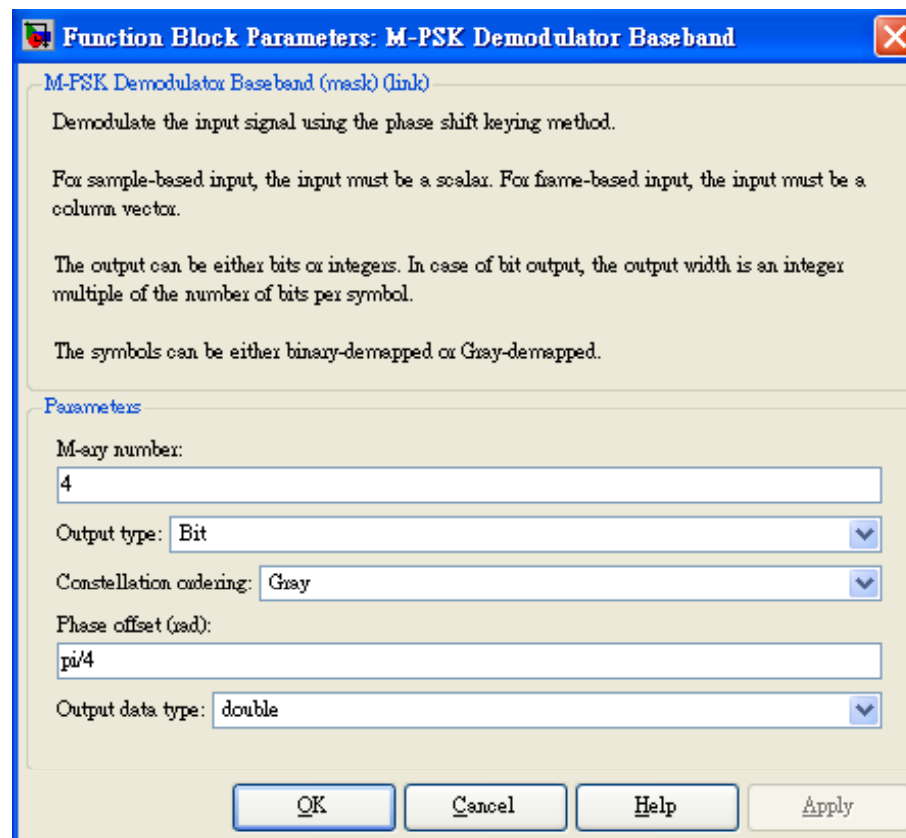 Function Block Parameters: M-PSK Demodulator Baseband
M-PSK Demodulator Baseband (mask) (link)
Demodulate the input signal using the phase shift keying method.
For sample-based input, the input must be a scalar. For frame-based input, the input must be a
column vector.
The output can be either bits or integers. In case of bit output, the output width is an integer
multiple of the number of bits per symbol.
The symbols can be either binary-demapped or Gray-demapped.
Parameters
M-ary number:
4
Output type: Bit
Constellation ordering: Gray
Phase offset (rad):
pi/4
Output data type: double
OK Cancel Help Apply